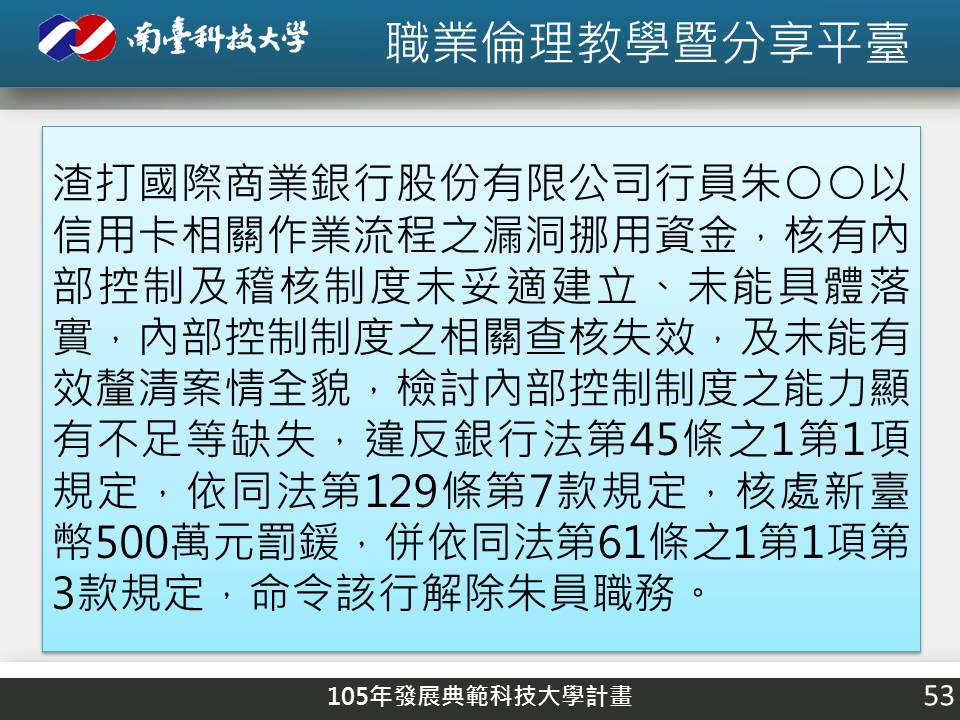 南臺科技大學
職業倫理教學暨分享平臺
渣打國際商業銀行股份有限公司行員朱○○以
信用卡相關作業流程之漏洞挪用資金，核有內
部控制及稽核制度未妥適建立、未能具體落
實，內部控制制度之相關查核失效，及未能有
效釐清案情全貌，檢討內部控制制度之能力顯
有不足等缺失，違反銀行法第45條之1第1項
規定，依同法第129條第7款規定，核處新臺
幣500萬元罰鍰，併依同法第61條之1第1項第
3款規定，命令該行解除朱員職務。
105年發展典範科技大學計畫
53